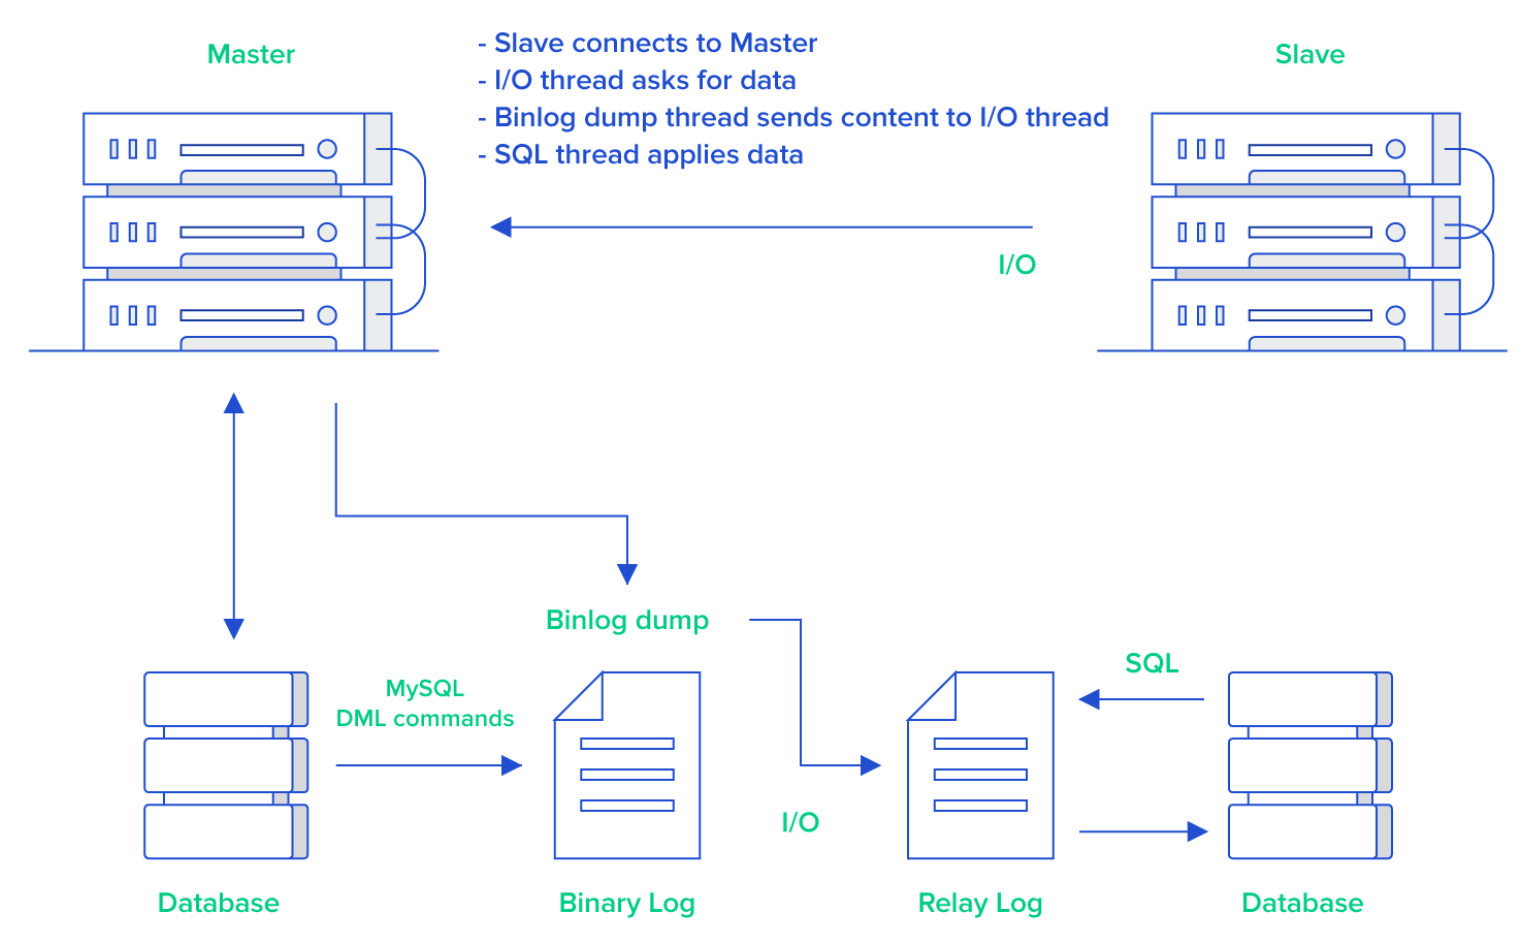 Master
- Slave connects to Master
- I/O thread asks for data
- Binlog dump thread sends content to I/O thread
- SQL thread applies data
Slave
I/O
Binlog dump
MySQL
DML commands
SQL
I/O
Database
Binary Log
Relay Log
Database